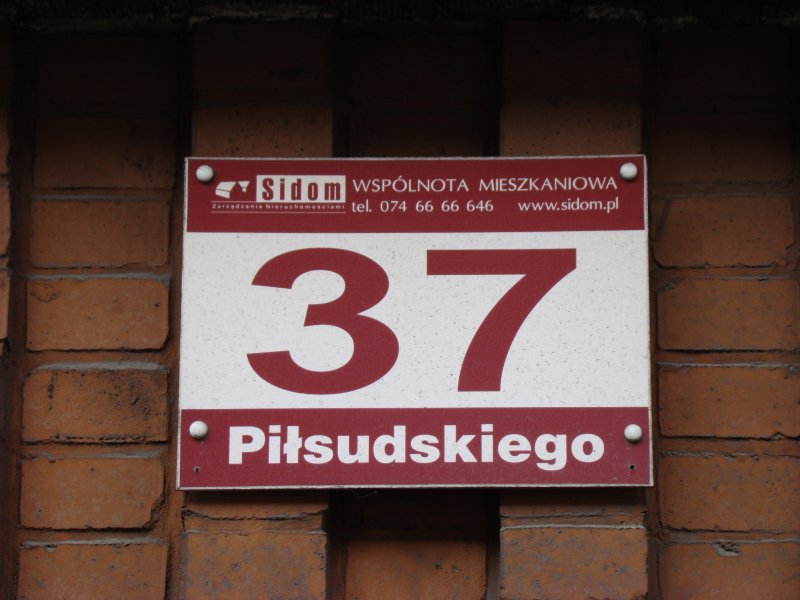 Sidom WSPÓLNOTA MIESZKANIOWA
Zarządzanie Nieruchomościami tel. 074 66 66 646 www.sidom.pl
37
Piłsudskiego